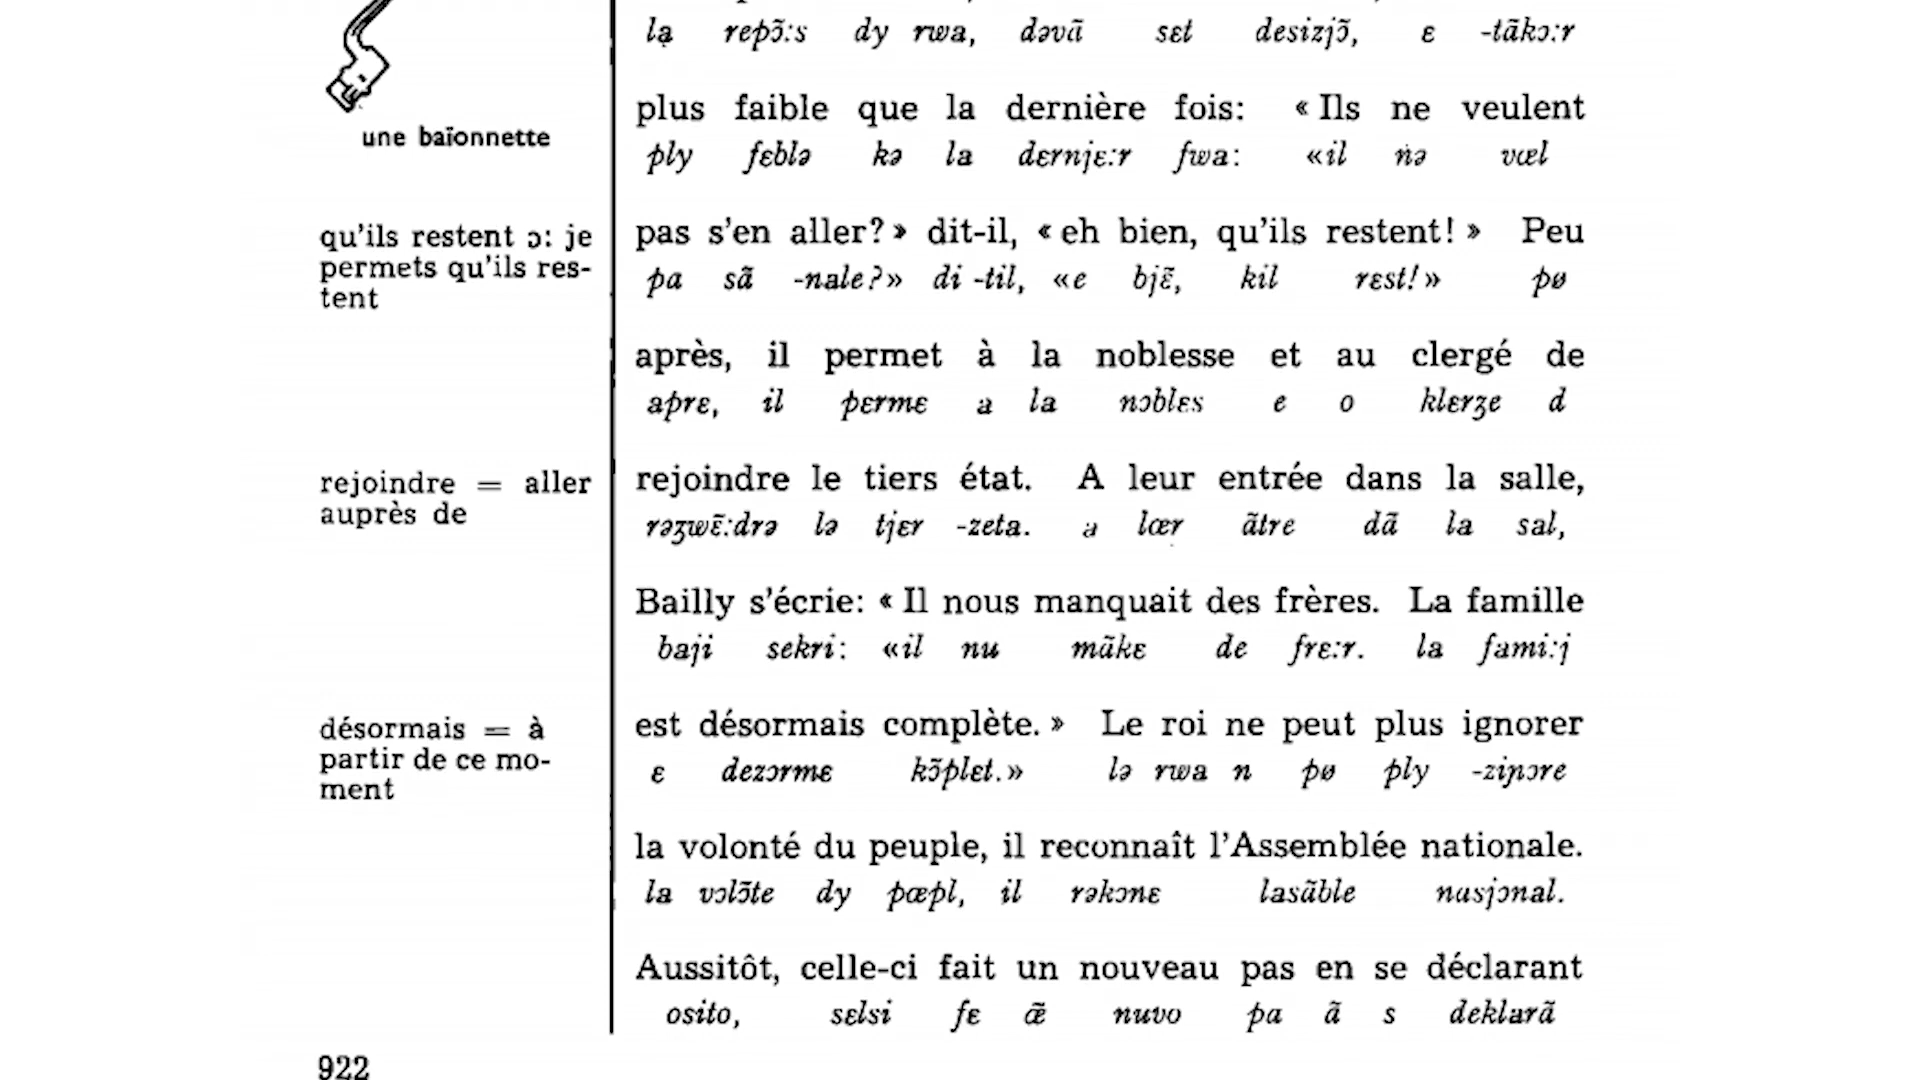 une baïonnette
qu'ils restent ɔ: je
permets qu'ils res-
tent
rejoindre = aller
auprès de
désormais = à
partir de ce mo-
ment
lạ repɔ̃:s dy rwa, dəvɑ̃ sɛt desizjɔ̃, ɛ -tɑ̃kɔ:r
plus faible que la dernière fois: « Ils ne veulent
ply fɛblə kə la dɛrnjɛ:r fwa: «il nə vœl
pas s'en aller? » dit-il, « eh bien, qu'ils restent! » Peu
pa sɑ̃ -nale?» di -til, «e bjɛ̃, kil rɛst!» pø
après, il permet à la noblesse et au clergé de
aprɛ, il pɛrmɛ a la nɔblɛs e o klɛrʒe d
rejoindre le tiers état. A leur entrée dans la salle,
rəʒwɛ̃:drə lə tjɛr -zeta. a lœr ɑ̃tre dɑ̃ la sal,
Bailly s'écrie: « Il nous manquait des frères. La famille
baji sekri: «il nu mɑ̃kɛ de frɛ:r. la fami:j
est désormais complète. » Le roi ne peut plus ignorer
ɛ dezɔrmɛ kɔ̃plɛt.» lə rwa n pø ply -ziɲɔre
la volonté du peuple, il reconnaît l'Assemblée nationale.
la vɔlɔ̃te dy pœpl, il rəkɔnɛ lasɑ̃ble nasjɔnal.
Aussitôt, celle-ci fait un nouveau pas en se déclarant
osito, sɛlsi fɛ œ̃ nuvo pa ɑ̃ s deklarɑ̃
922